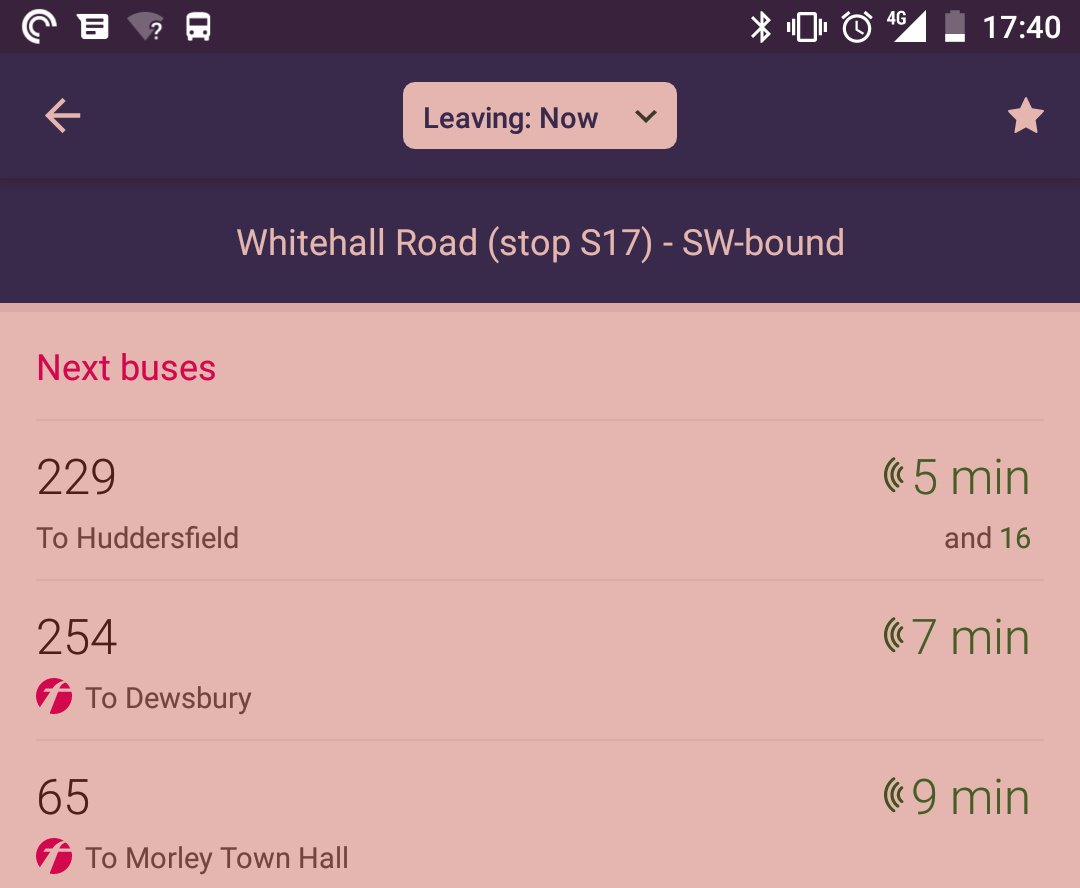 4G 17:40
Leaving: Now
Whitehall Road (stop S17) - SW-bound
Next buses
229 5 min
To Huddersfield and 16
254 7 min
To Dewsbury
65 9 min
To Morley Town Hall